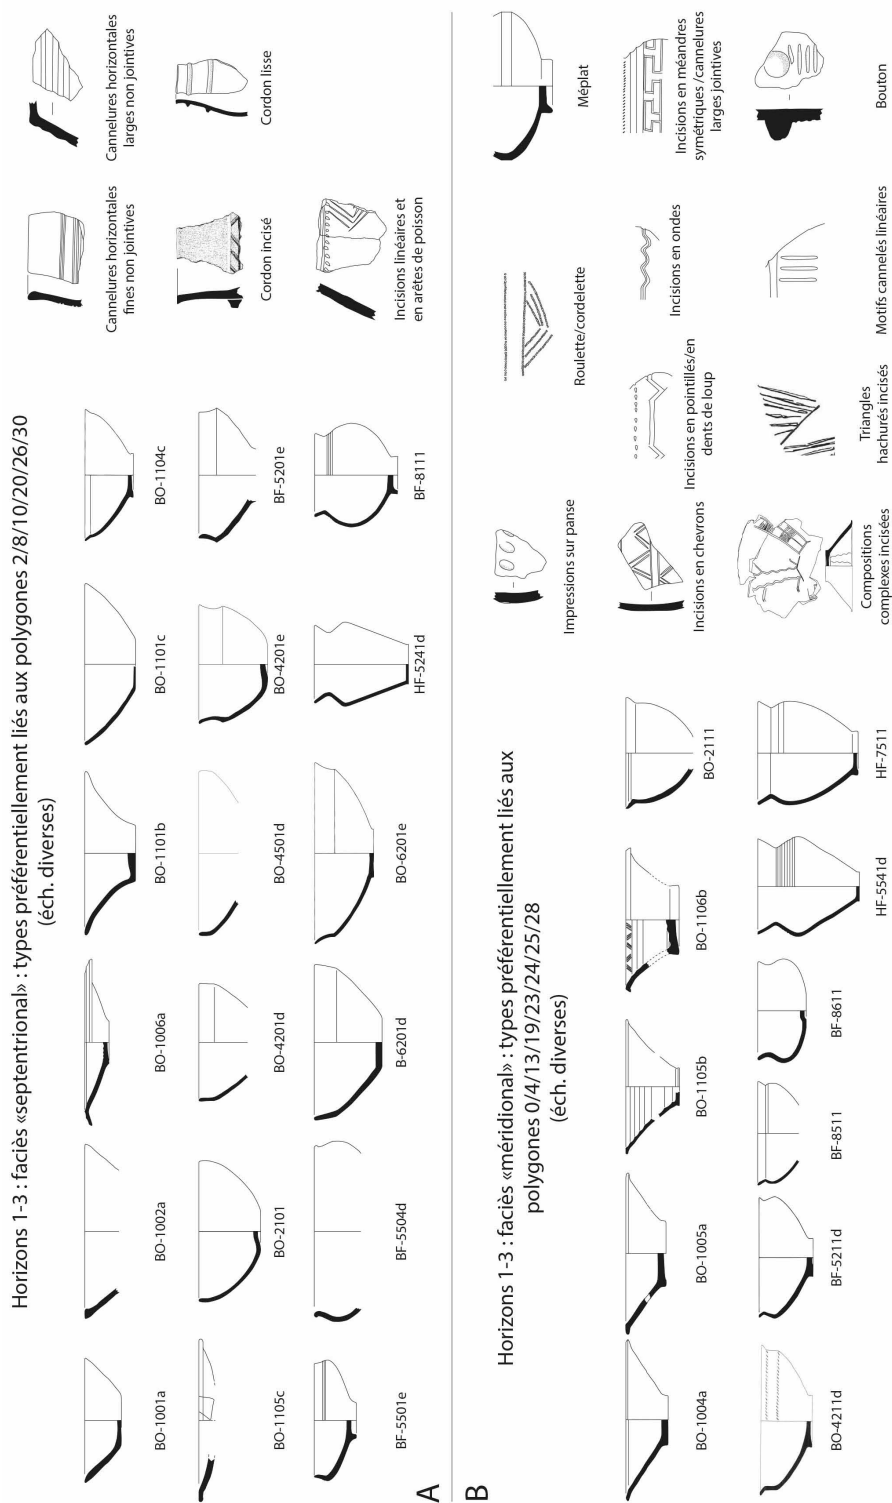 Horizons 1-3 : faciès «septentrional» : types préférentiellement liés aux polygones 2/8/10/20/26/30
(éch. diverses)
BO-1001a
BO-1002a
BO-1006a
BO-1101b
BO-1101c
BO-1104c
Cannelures horizontales
fines non jointives
Cannelures horizontales
larges non jointives
BO-1105c
BO-2101
BO-4201d
BO-4501d
BO-4201e
BF-5201e
Cordon incisé
Cordon lisse
BF-5501e
BF-5504d
B-6201d
BO-6201e
HF-5241d
BF-8111
Incisions linéaires et
en arêtes de poisson
A
B
Horizons 1-3 : faciès «méridional» : types préférentiellement liés aux
polygones 0/4/13/19/23/24/25/28
(éch. diverses)
Impressions sur panse
Roulette/cordelette
Méplat
BO-1004a
BO-1005a
BO-1105b
BO-1106b
BO-2111
Incisions en chevrons
Incisions en pointillés/en
dents de loup
Incisions en ondes
Incisions en méandres
symétriques /cannelures
larges jointives
BO-4211d
BF-5211d
BF-8511
BF-8611
HF-5541d
HF-7511
Compositions
complexes incisées
Triangles
hachurés incisés
Motifs cannelés linéaires
Bouton